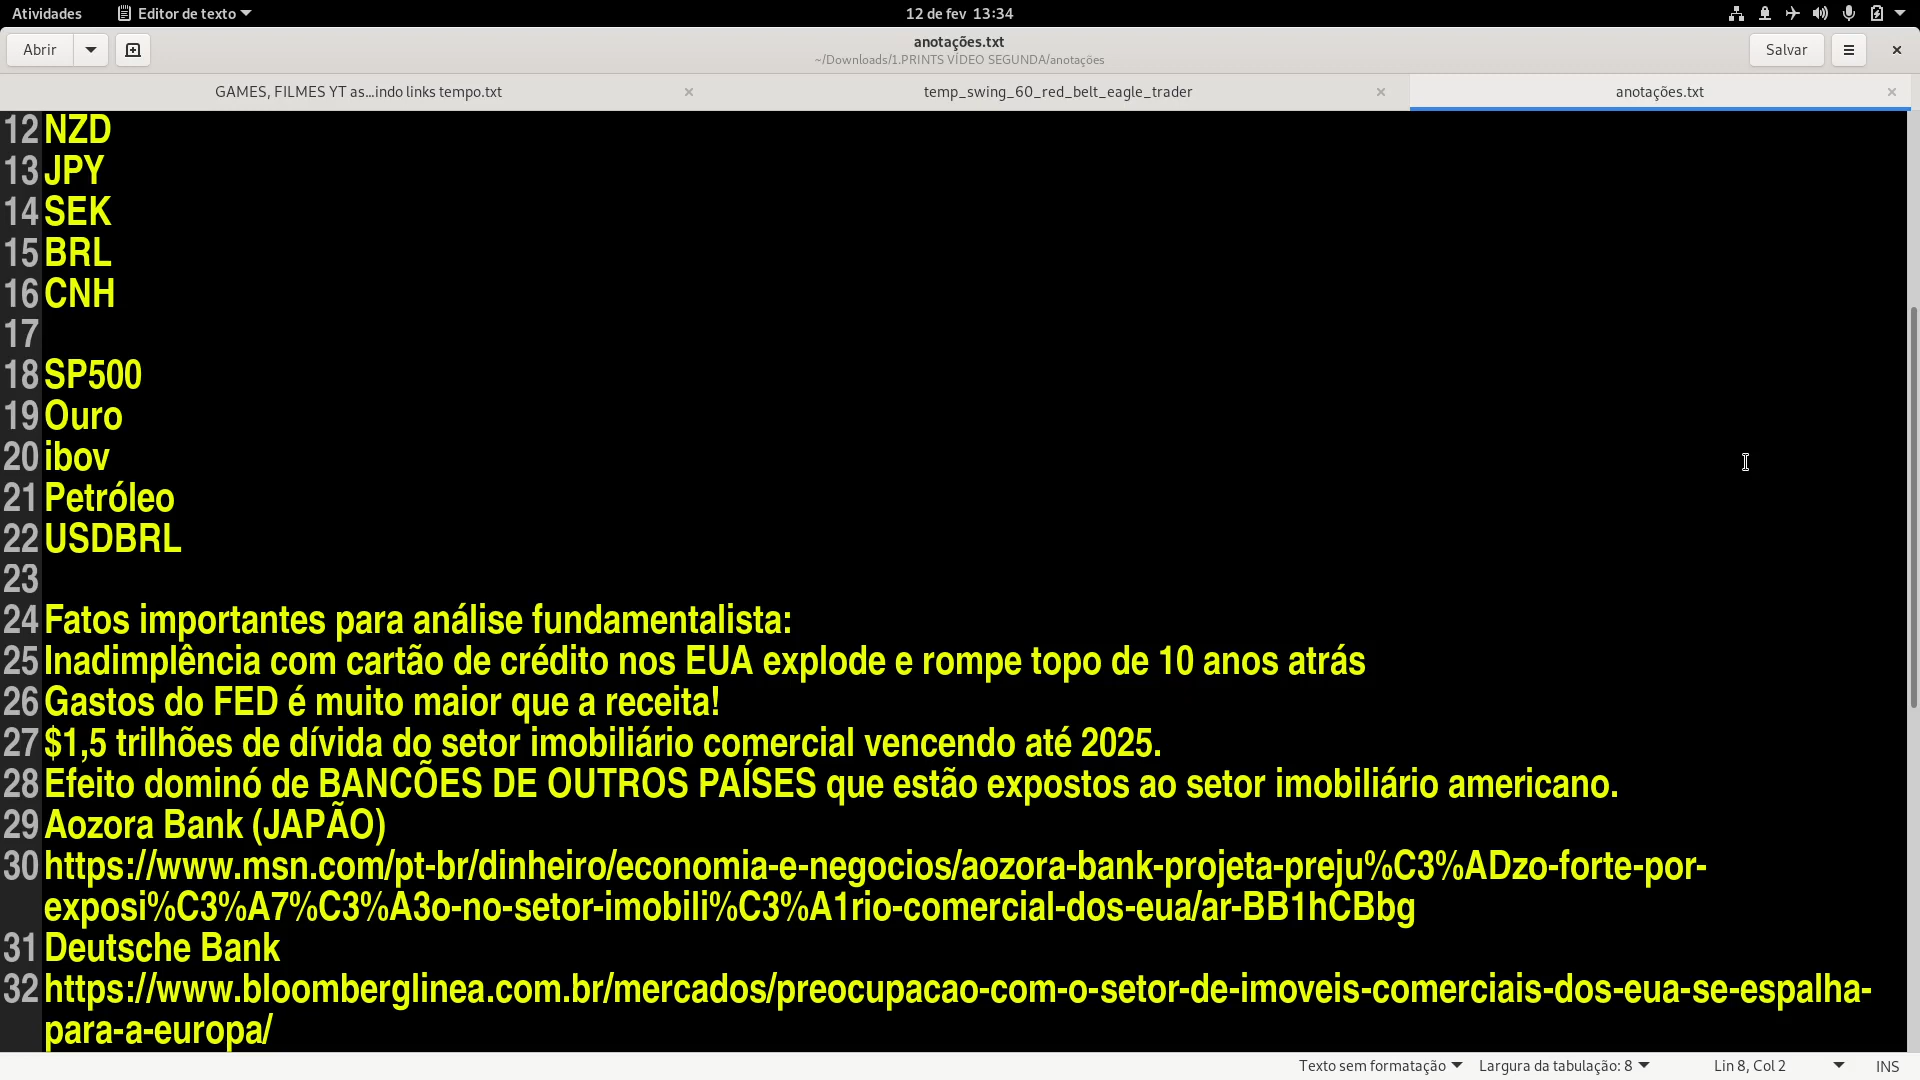 Atividades Editor de texto 12 de fev 13:34
Abrir anotações.txt Salvar
~/Downloads/1.PRINTS VÍDEO SEGUNDA/anotações
GAMES, FILMES YT as...indo links tempo.txt temp_swing_60_red_belt_eagle_trader anotações.txt
12 NZD
13 JPY
14 SEK
15 BRL
16 CNH
17
18 SP500
19 Ouro
20 ibov
21 Petróleo
22 USDBRL
23
24 Fatos importantes para análise fundamentalista:
25 Inadimplência com cartão de crédito nos EUA explode e rompe topo de 10 anos atrás
26 Gastos do FED é muito maior que a receita!
27 $1,5 trilhões de dívida do setor imobiliário comercial vencendo até 2025.
28 Efeito dominó de BANCÕES DE OUTROS PAÍSES que estão expostos ao setor imobiliário americano.
29 Aozora Bank (JAPÃO)
30 https://www.msn.com/pt-br/dinheiro/economia-e-negocios/aozora-bank-projeta-preju%C3%ADzo-forte-por-
exposi%C3%A7%C3%A3o-no-setor-imobili%C3%A1rio-comercial-dos-eua/ar-BB1hCBbg
31 Deutsche Bank
32 https://www.bloomberglinea.com.br/mercados/preocupacao-com-o-setor-de-imoveis-comerciais-dos-eua-se-espalha-
para-a-europa/
Texto sem formatação Largura da tabulação: 8 Lin 8, Col 2 INS